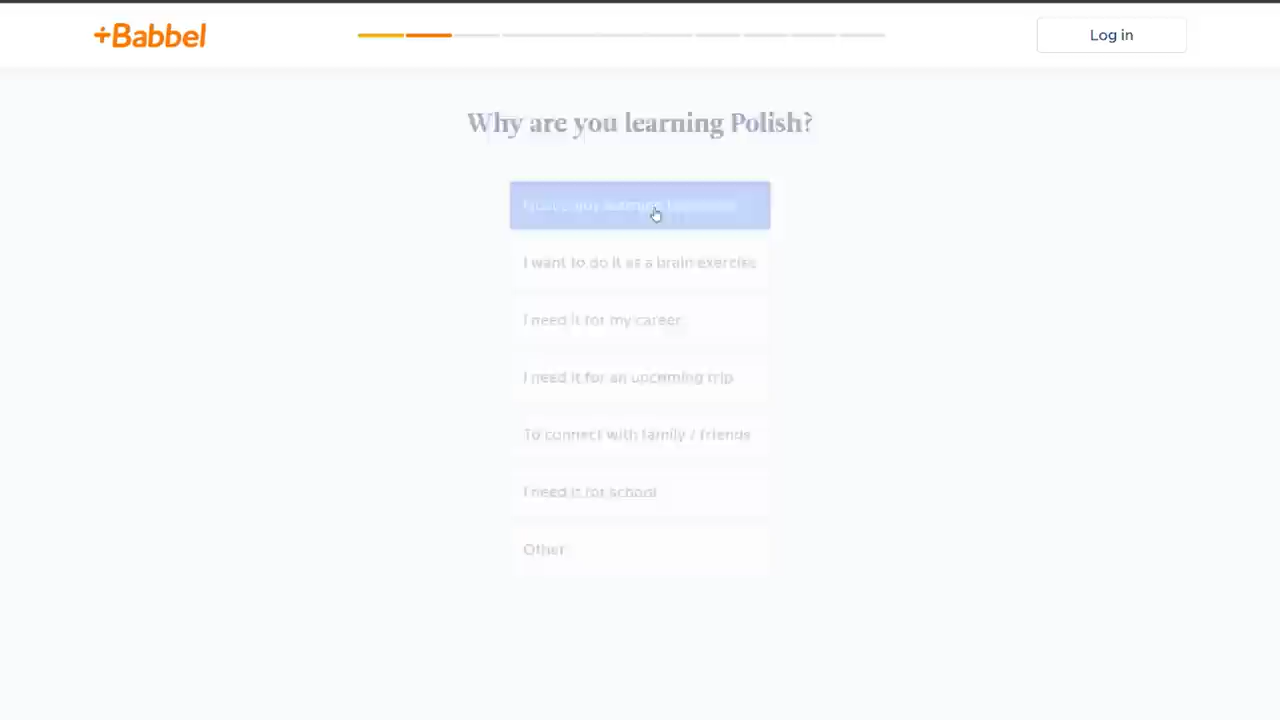 +Babbel
Log in
Why are you learning Polish?
I want to do it as a brain exercise
I need it for my career
I need it for an upcoming trip
To connect with family / friends
I need it for school
Other